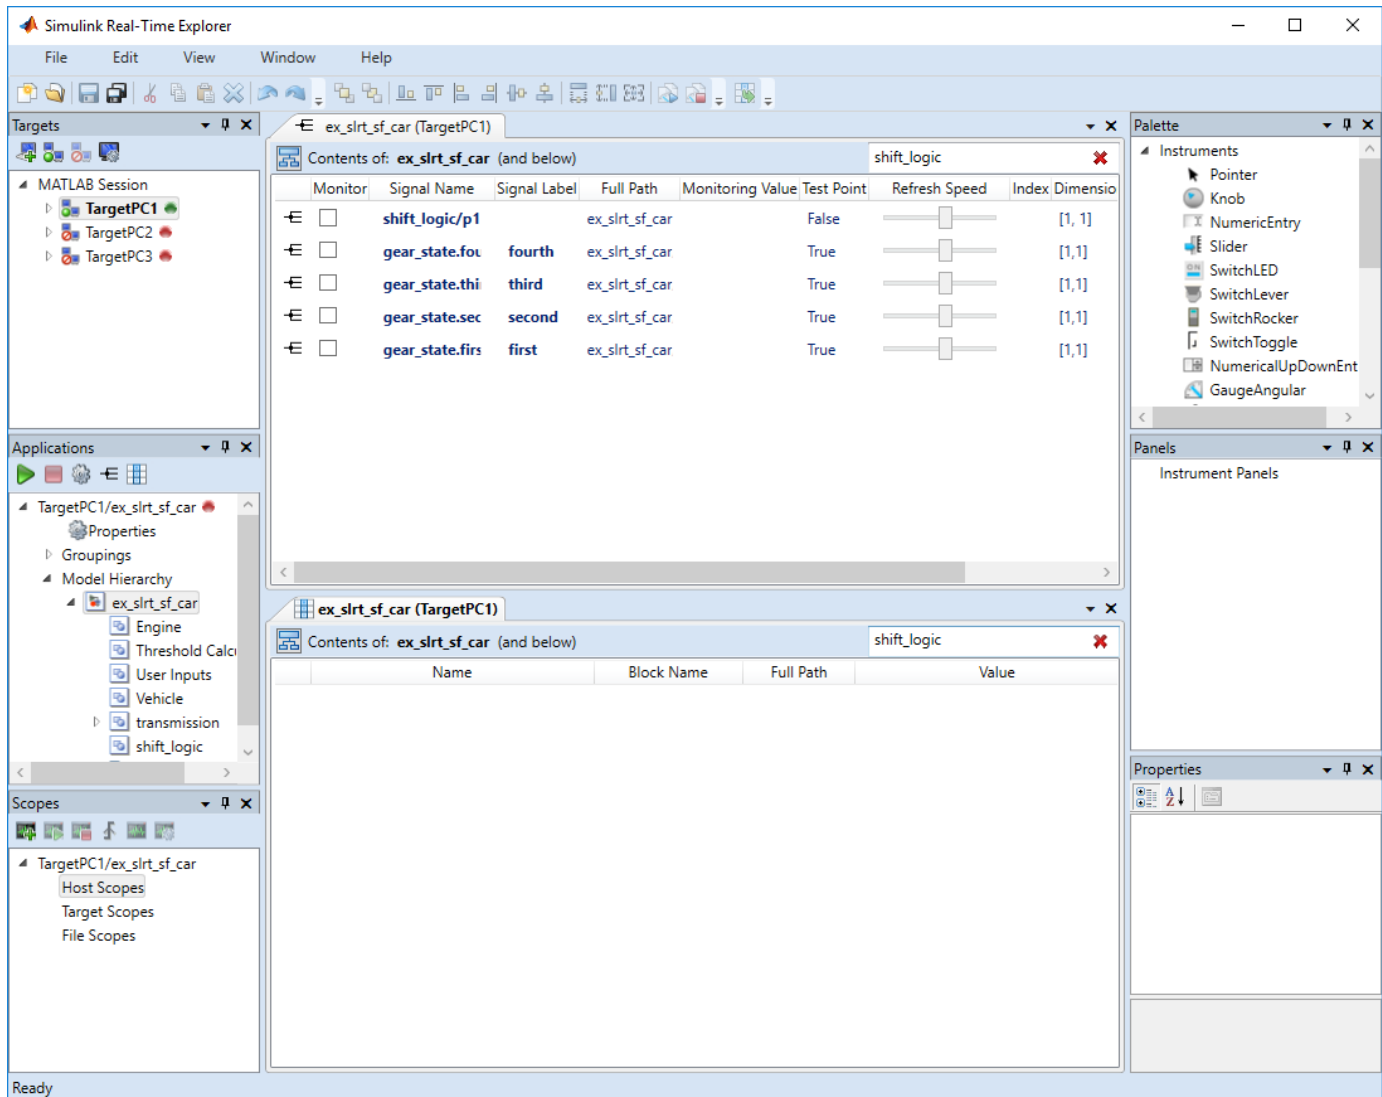 Simulink Real-Time Explorer
File Edit View Window Help
Targets
MATLAB Session
TargetPC1
TargetPC2
TargetPC3
Applications
TargetPC1/ex_slrt_sf_car
Properties
Groupings
Model Hierarchy
ex_slrt_sf_car
Engine
Threshold Calcu
User Inputs
Vehicle
transmission
shift_logic
Scopes
TargetPC1/ex_slrt_sf_car
Host Scopes
Target Scopes
File Scopes
ex_slrt_sf_car (TargetPC1)
Contents of: ex_slrt_sf_car (and below) shift_logic
Monitor Signal Name Signal Label Full Path Monitoring Value Test Point Refresh Speed Index Dimensio
shift_logic/p1 ex_slrt_sf_car False [1, 1]
gear_state.fou fourth ex_slrt_sf_car. True [1,1]
gear_state.thi third ex_slrt_sf_car. True [1,1]
gear_state.sec second ex_slrt_sf_car. True [1,1]
gear_state.firs first ex_slrt_sf_car. True [1,1]
ex_slrt_sf_car (TargetPC1)
Contents of: ex_slrt_sf_car (and below) shift_logic
Name Block Name Full Path Value
Palette
Instruments
Pointer
Knob
NumericEntry
Slider
SwitchLED
SwitchLever
SwitchRocker
SwitchToggle
NumericalUpDownEnt
GaugeAngular
Panels
Instrument Panels
Properties
Ready